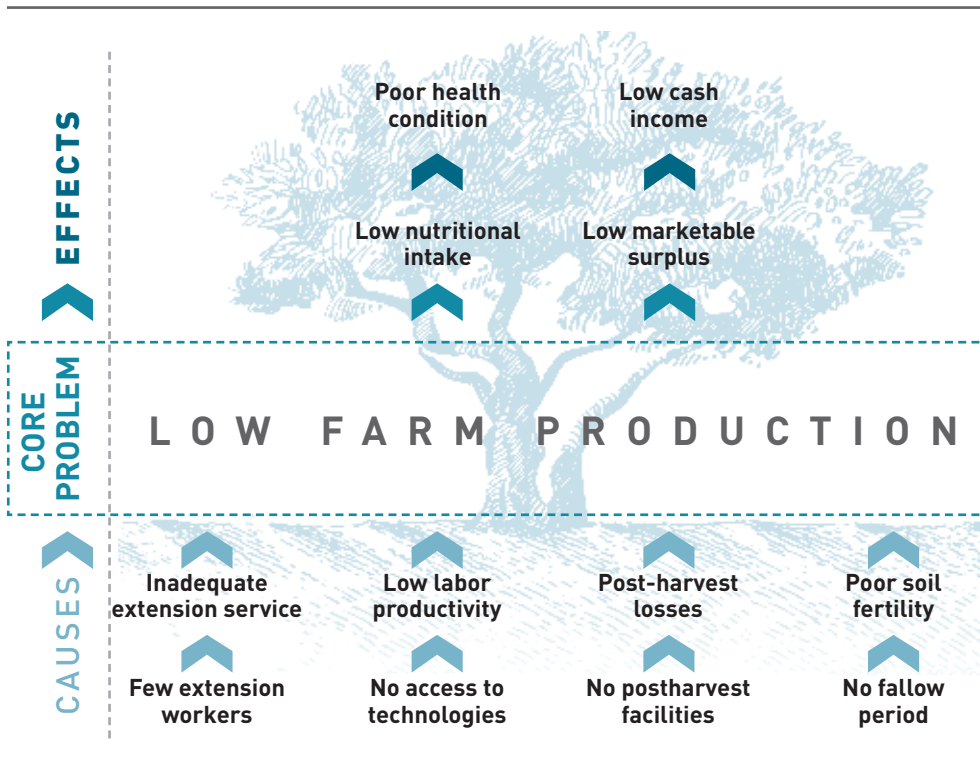 EFFECTS
Poor health
condition
Low cash
income
Low nutritional
intake
Low marketable
surplus
CORE
PROBLEM
LOW FARM PRODUCTION
CAUSES
Inadequate
extension service
Low labor
productivity
Post-harvest
losses
Poor soil
fertility
Few extension
workers
No access to
technologies
No postharvest
facilities
No fallow
period